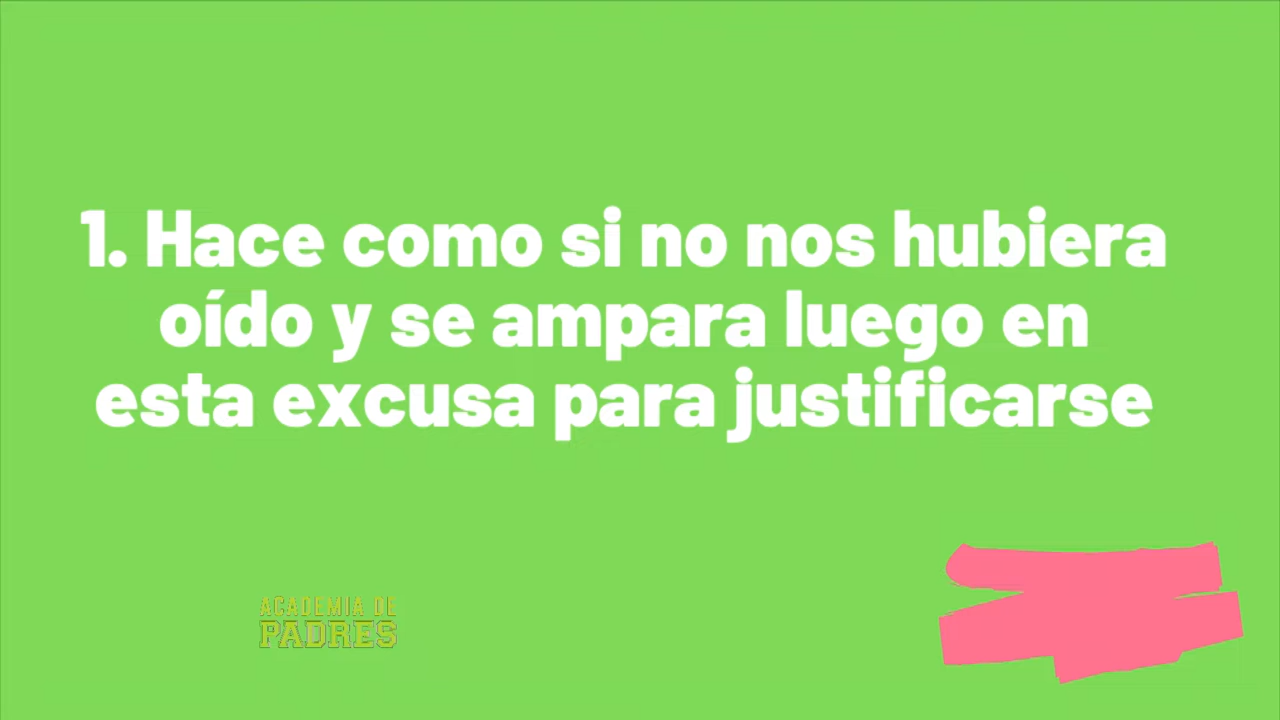 1. Hace como si no nos hubiera
oído y se ampara luego en
esta excusa para justificarse
ACADEMIA DE
PADRES